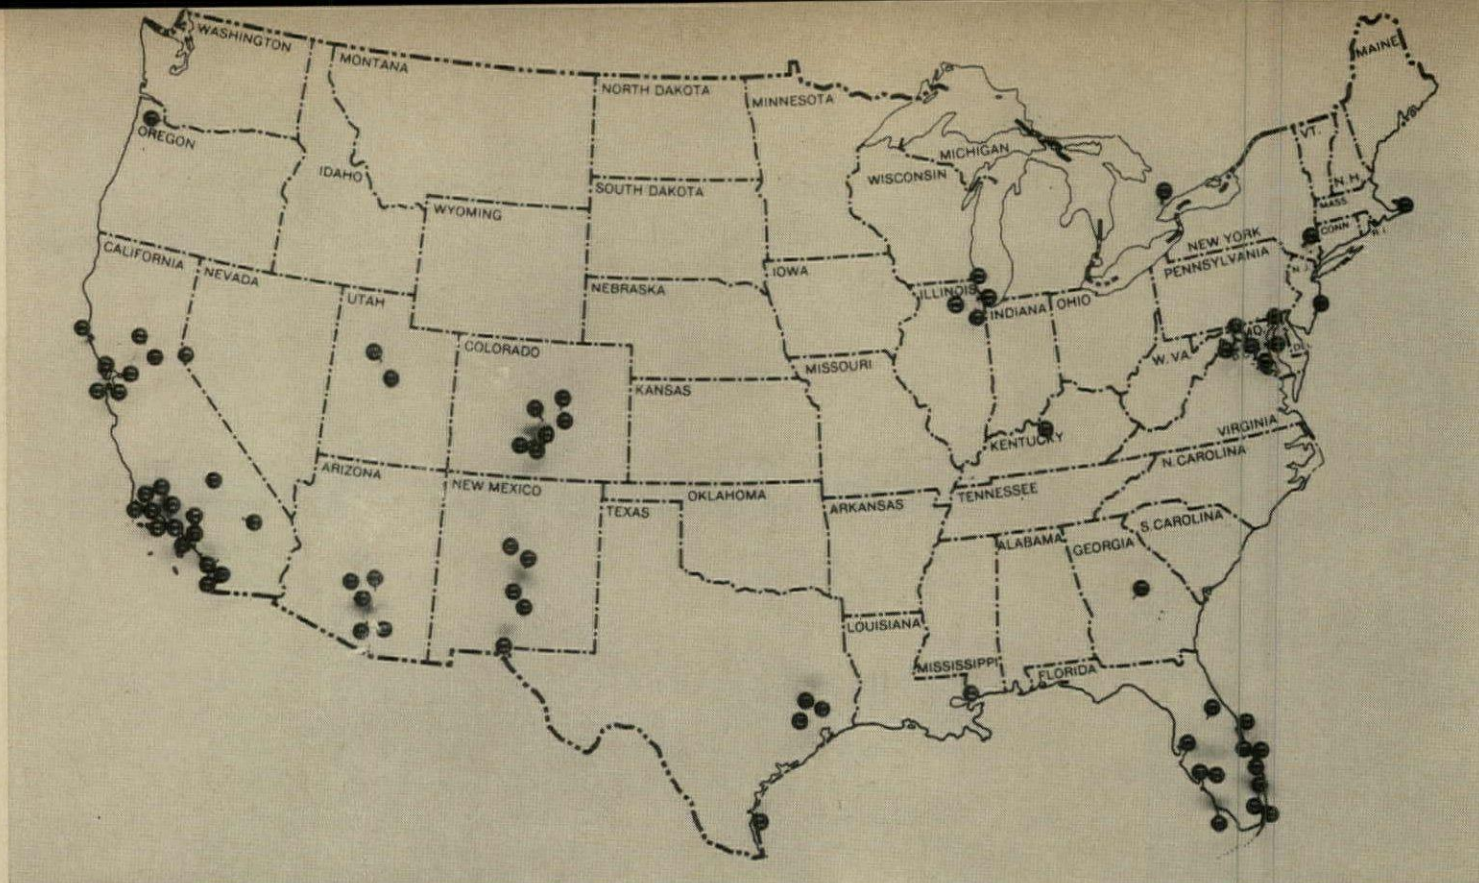 WASHINGTON
MONTANA
MAINE
NORTH DAKOTA
MINNESOTA
OREGON
VT.
MICHIGAN
IDAHO
WISCONSIN
N.H.
SOUTH DAKOTA
MASS
WYOMING
CONN
R.I.
NEW YORK
CALIFORNIA
NEVADA
PENNSYLVANIA
IOWA
N.J.
UTAH
NEBRASKA
ILLINOIS
INDIANA
OHIO
COLORADO
MISSOURI
W.VA.
DEL
KANSAS
VIRGINIA
KENTUCKY
ARIZONA
N.CAROLINA
NEW MEXICO
OKLAHOMA
TENNESSEE
TEXAS
ARKANSAS
S.CAROLINA
ALABAMA
GEORGIA
LOUISIANA
MISSISSIPPI
FLORIDA